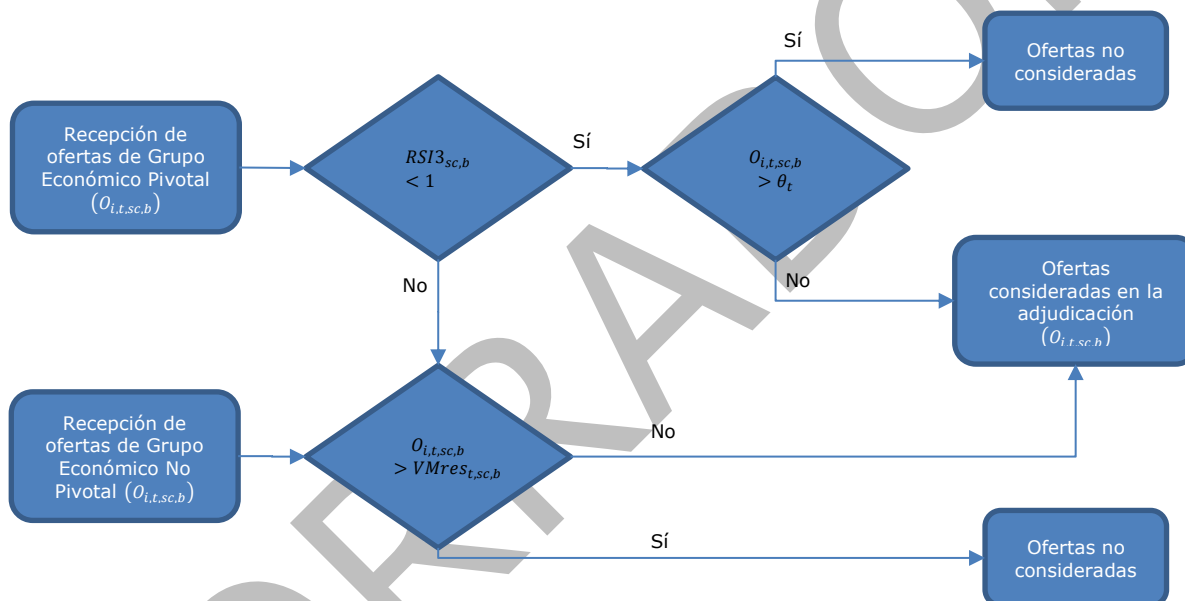 Sí
Ofertas no
consideradas
Recepción de
ofertas de Grupo
Económico Pivotal
(O_{i,t,sc,b})
RSI3_{sc,b}
< 1
Sí
O_{i,t,sc,b}
> θ_t
No
No
Ofertas
consideradas en la
adjudicación
(O_{i,t,sc,b})
Recepción de
ofertas de Grupo
Económico No
Pivotal (O_{i,t,sc,b})
O_{i,t,sc,b}
> VMres_{t,sc,b}
No
Sí
Ofertas no
consideradas